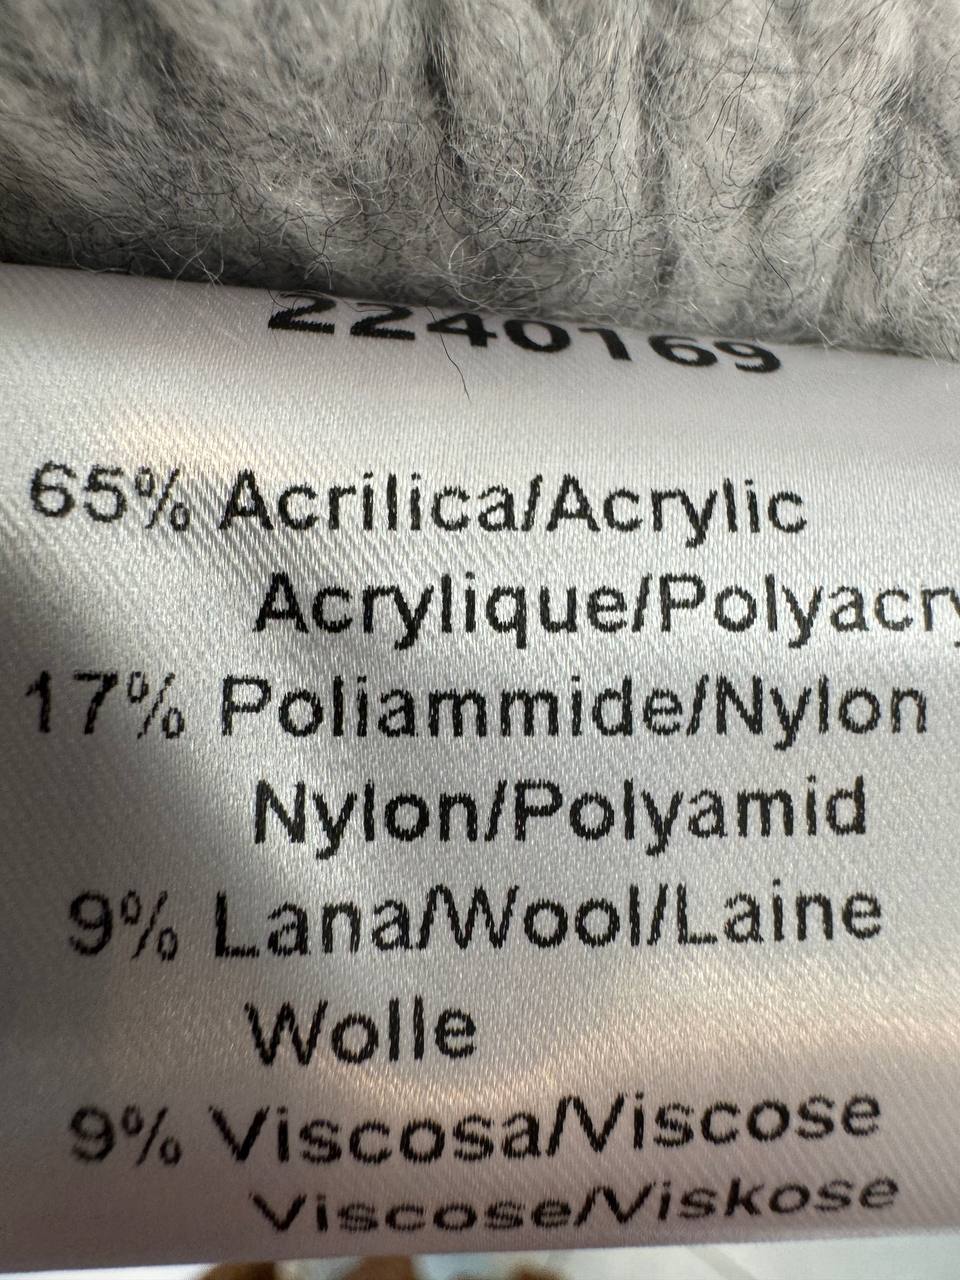 2240169
65% Acrilica/Acrylic
Acrylique/Polyacry
17% Poliammide/Nylon
Nylon/Polyamid
9% Lana/Wool/Laine
Wolle
9% Viscosa/Viscose
Viscose/Viskose